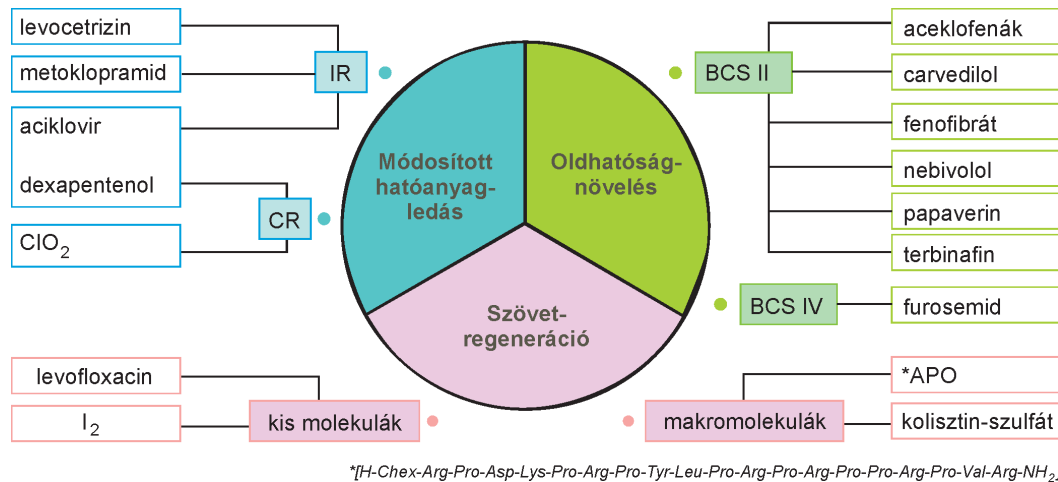 levocetrizin
metoklopramid
aciklovir
IR
dexapentenol
ClO2
CR
Módosított
hatóanyag-
ledás
Oldhatóság-
növelés
Szövet-
regeneráció
BCS II
aceklofenák
carvedilol
fenofibrát
nebivolol
papaverin
terbinafin
BCS IV
furosemid
levofloxacin
I2
kis molekulák
makromolekulák
*APO
kolisztin-szulfát
*[H-Chex-Arg-Pro-Asp-Lys-Pro-Arg-Pro-Tyr-Leu-Pro-Arg-Pro-Arg-Pro-Pro-Arg-Pro-Val-Arg-NH2]